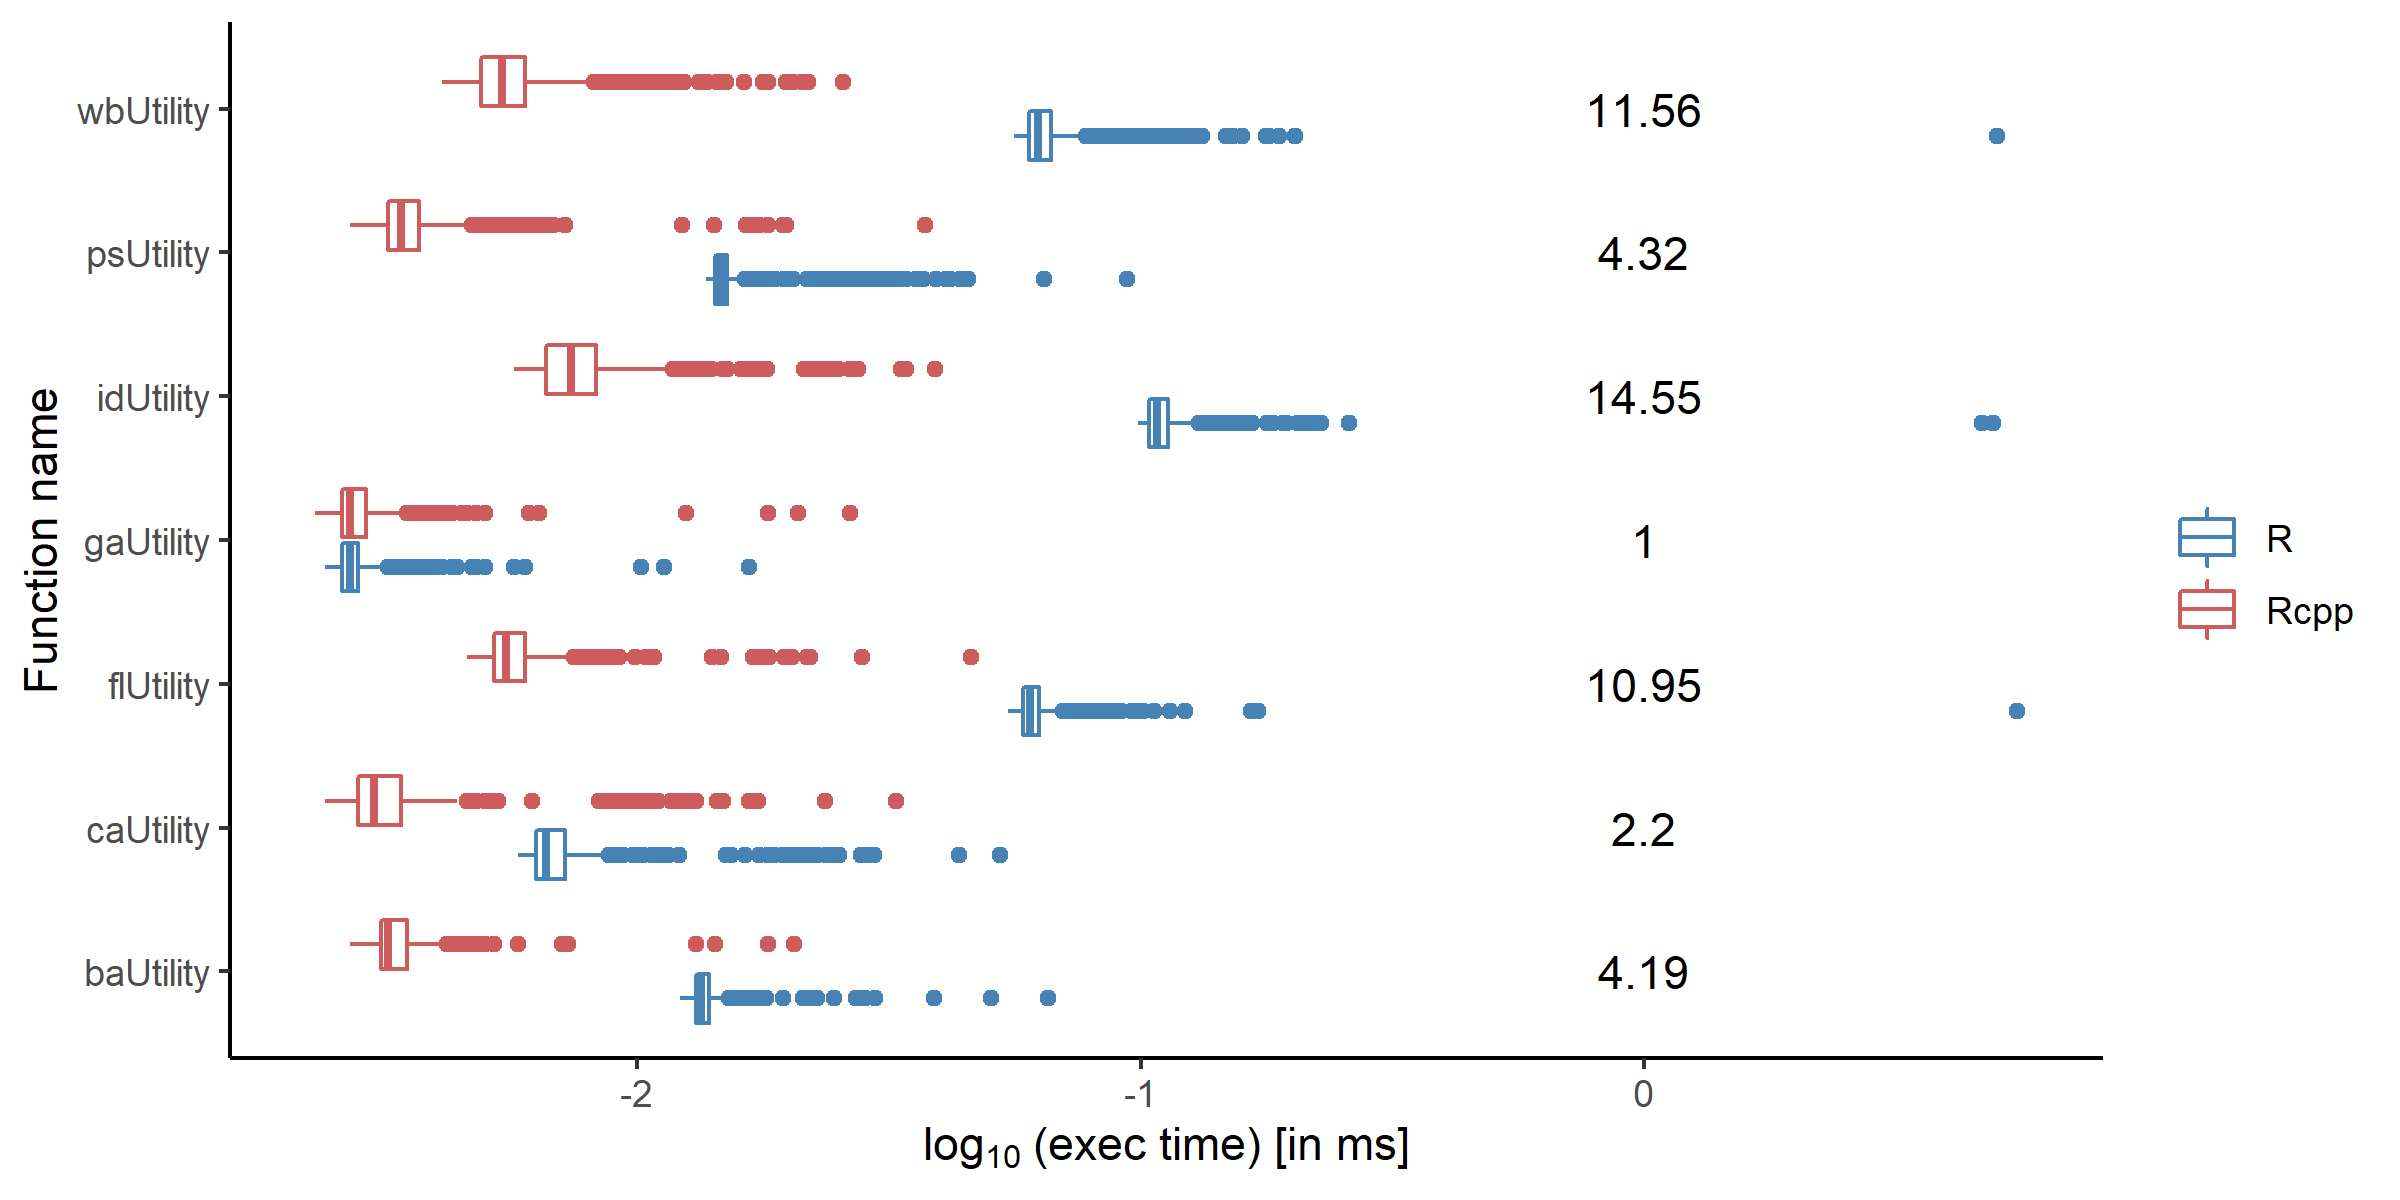 wbUtility
11.56
psUtility
4.32
idUtility
14.55
gaUtility
1
flUtility
10.95
caUtility
2.2
baUtility
4.19
Function name
R
Rcpp
-2
-1
0
log10 (exec time) [in ms]